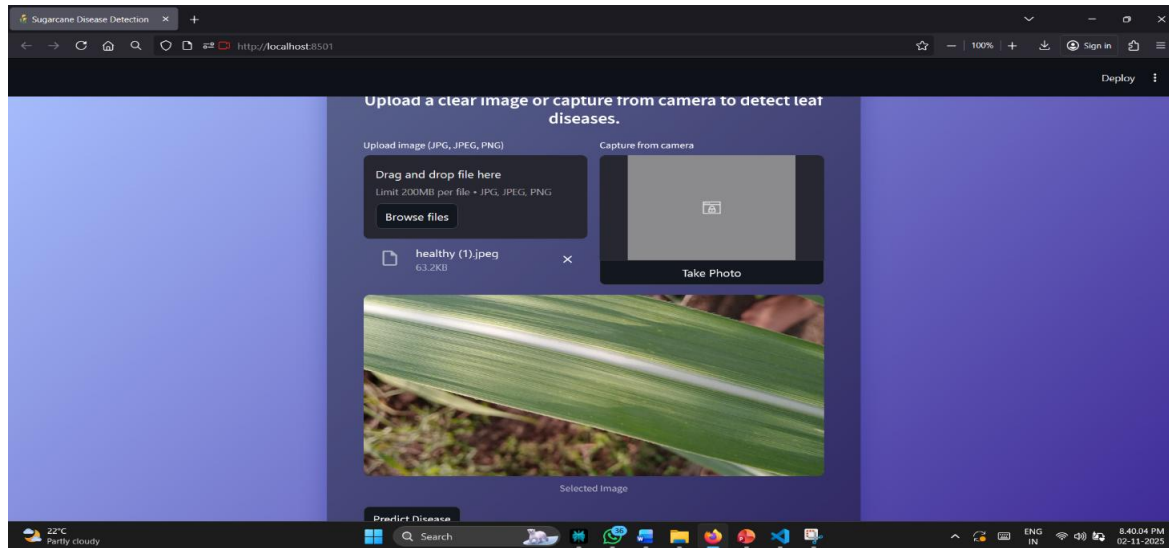 Sugarcane Disease Detection
http://localhost:8501
100%
Sign in
Deploy
Upload a clear image or capture from camera to detect leaf
diseases.
Upload image (JPG, JPEG, PNG)
Capture from camera
Drag and drop file here
Limit 200MB per file • JPG, JPEG, PNG
Browse files
healthy (1).jpeg
63.2KB
Take Photo
Selected Image
Predict Disease
22°C
Partly cloudy
Search
36
ENG
IN
8.40.04 PM
02-11-2025